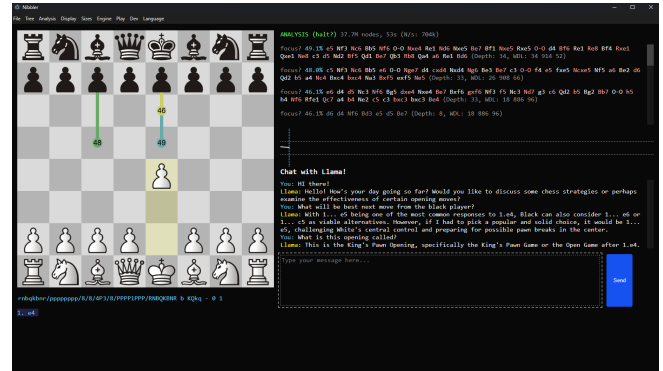 Nibbler
File Tree Analysis Display Sizes Engine Play Dev Language
ANALYSIS (halt?) 37.7M nodes, 53s (N/s: 704k)
focus? 49.1% e5 Nf3 Nc6 Bb5 Nf6 O-O Nxe4 Re1 Nd6 Nxe5 Be7 Bf1 Nxe5 Rxe5 O-O d4 Bf6 Re1 Re8 Bf4 Rxe1
Qxe1 Ne8 c3 d5 Nd2 Bf5 Qd1 Be7 Qb3 Rb8 Qa4 a6 Re1 Bd6 (Depth: 34, WDL: 34 914 52)
focus? 48.0% c5 Nf3 Nc6 Bb5 e6 O-O Nge7 d4 cxd4 Nxd4 Ng6 Be3 Be7 c3 O-O f4 e5 fxe5 Ncxe5 Nf5 a6 Be2 d6
Qd2 b5 a4 Nc4 Bxc4 bxc4 Nu3 Bxf5 exf5 Ne5 (Depth: 33, WDL: 26 908 66)
focus? 46.1% e6 d4 d5 Nc3 Nf6 Bg5 dxe4 Nxe4 Be7 Bxf6 gxf6 Nf3 f5 Nc3 Nd7 g3 c6 Qd2 b5 Bg2 Bb7 O-O h5
b4 Nf6 Rfe1 Qc7 a4 b4 Ne2 c5 c3 bxc3 bxc3 Be4 (Depth: 33, WDL: 18 886 96)
focus? 46.1% d6 d4 Nf6 Bd3 e5 d5 Be7 (Depth: 8, WDL: 18 886 96)
46
48
49
Chat with Llama!
You: HI there!
Llama: Hello! How's your day going so far? Would you like to discuss some chess strategies or perhaps
examine the effectiveness of certain opening moves?
You: What will be best next move from the black player?
Llama: With 1... e5 being one of the most common responses to 1.e4, Black can also consider 1... e6 or
1... c5 as viable alternatives. However, if I had to pick a popular and solid choice, it would be 1...
e5, challenging White's central control and preparing for possible pawn breaks in the center.
You: What is this opening called?
Llama: This is the King's Pawn Opening, specifically the King's Pawn Game or the Open Game after 1.e4.
Type your message here...
Send
rnbqkbnr/pppppppp/8/8/4P3/8/PPPP1PPP/RNBQKBNR b KQkq - 0 1
1. e4